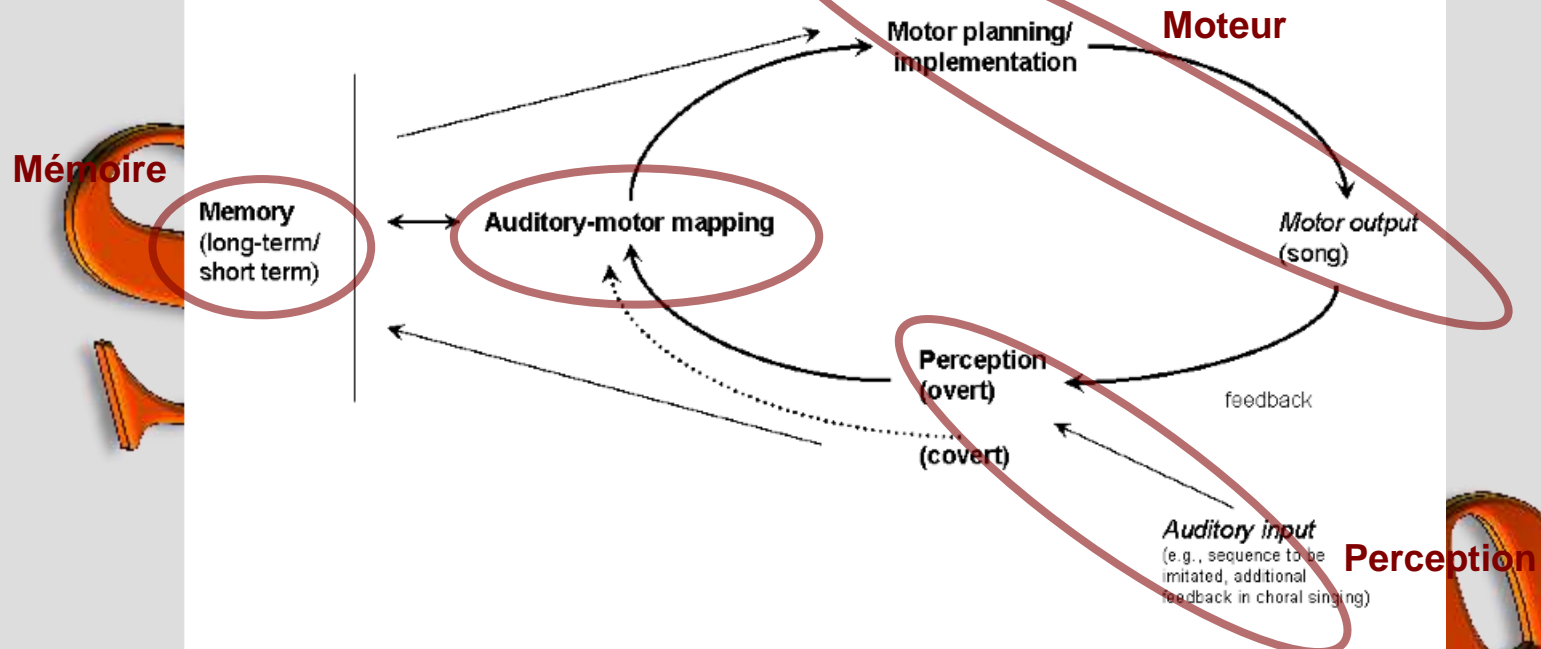 Moteur
Motor planning/
implementation
Mémoire
Memory
(long-term/
short term)
Auditory-motor mapping
Motor output
(song)
Perception
(overt)
feedback
(covert)
Auditory input
(e.g., sequence to be
imitated, additional
feedback in choral singing)
Perception